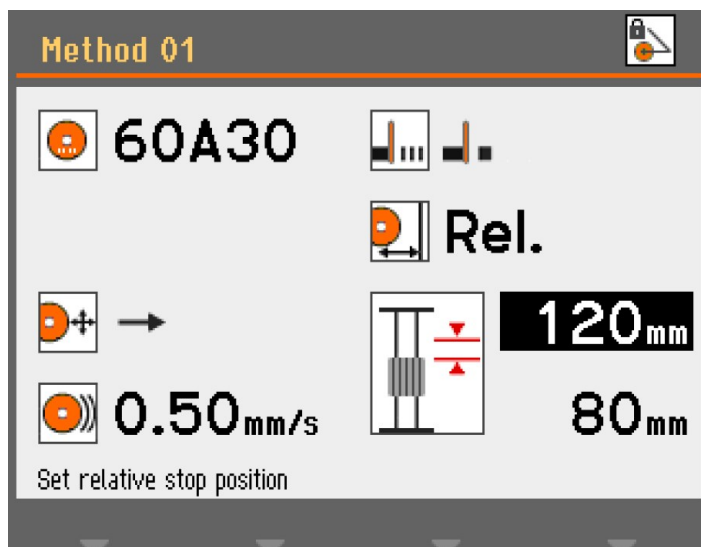 Method 01
60A30
Rel.
120mm
0.50mm/s
80mm
Set relative stop position